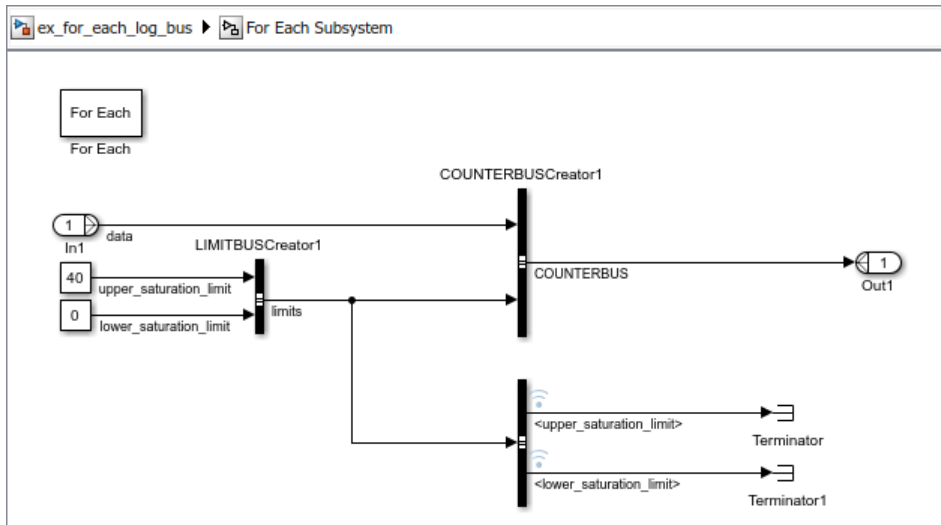 ex_for_each_log_bus
For Each Subsystem
For Each
For Each
COUNTERBUSCreator1
1
data
In1
LIMITBUSCreator1
40
upper_saturation_limit
0
lower_saturation_limit
limits
COUNTERBUS
1
Out1
<upper_saturation_limit>
Terminator
<lower_saturation_limit>
Terminator1